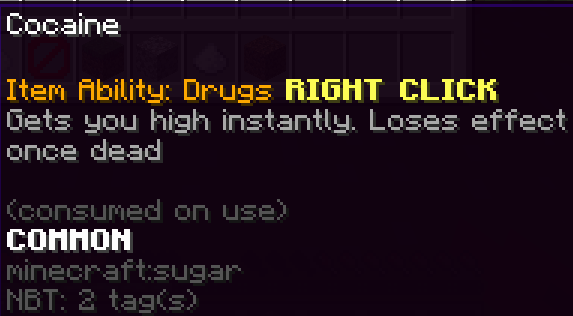 Cocaine
Item Ability: Drugs RIGHT CLICK
Gets you high instantly. Loses effect
once dead
(consumed on use)
COMMON
minecraft:sugar
NBT: 2 tag(s)